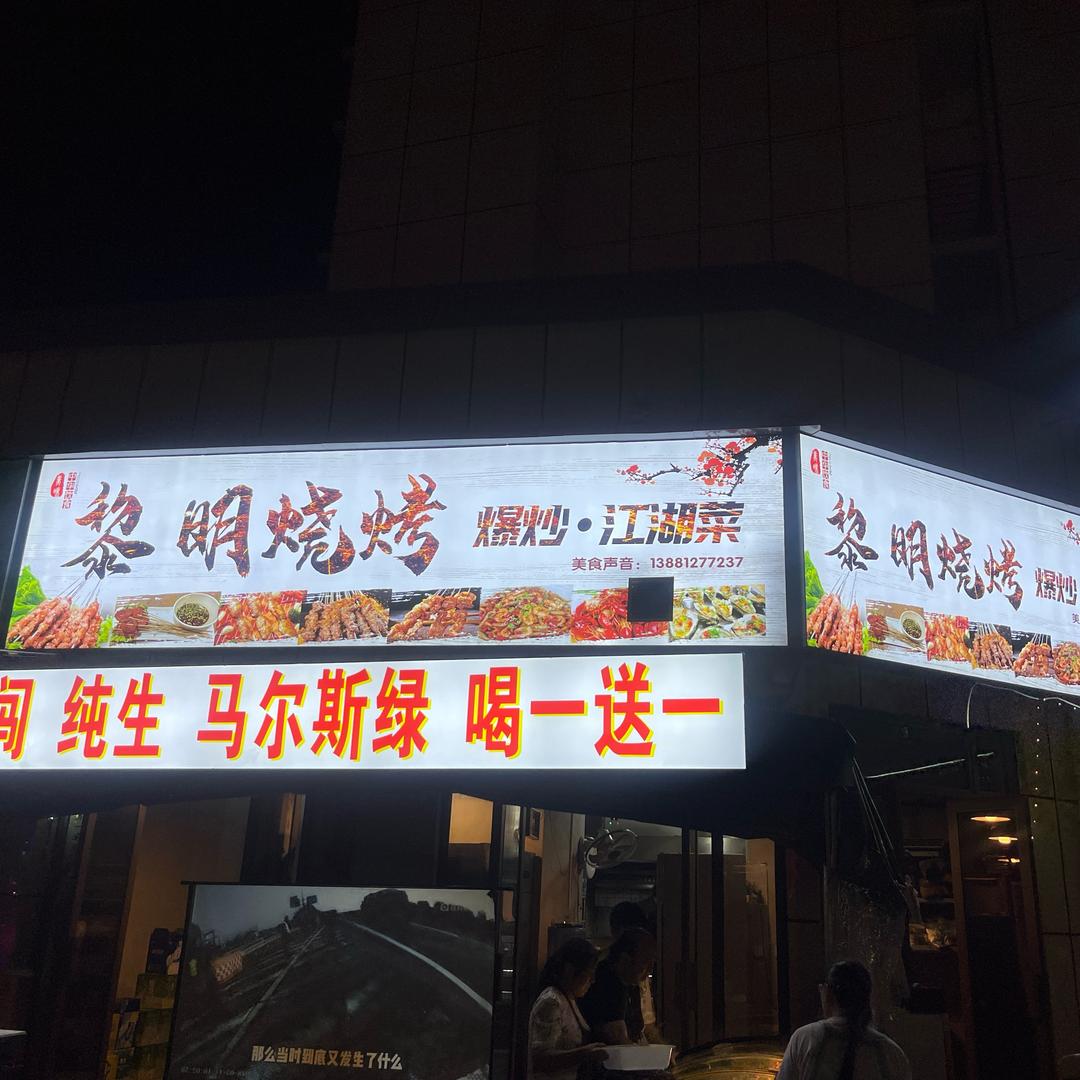 黎明烧烤
爆炒·江湖菜
美食声音：13881277237
黎明烧烤
爆炒
闯 纯生 马尔斯绿 喝一送一
那么当时到底又发生了什么